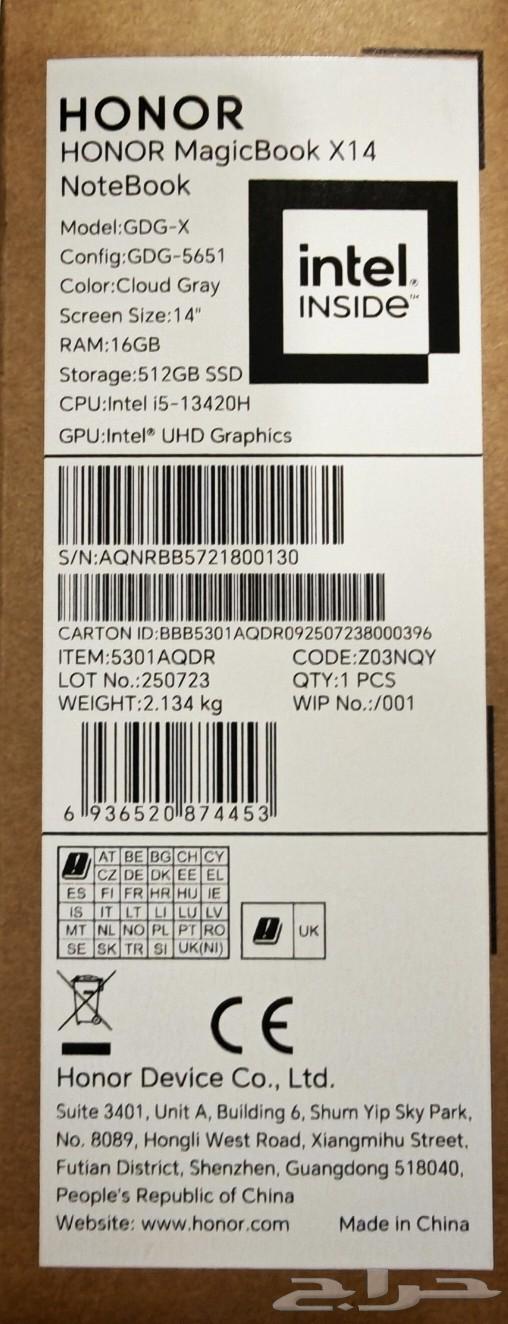 HONOR
HONOR MagicBook X14
NoteBook
Model:GDG-X
Config:GDG-5651
Color:Cloud Gray
Screen Size:14"
RAM:16GB
Storage:512GB SSD
CPU:Intel i5-13420H
GPU:Intel® UHD Graphics
intel®
INSIDE™
S/N:AQNRBB5721800130
CARTON ID:BBB5301AQDR092507238000396
ITEM:5301AQDR CODE:Z03NQY
LOT No.:250723 QTY:1 PCS
WEIGHT:2.134 kg WIP No.:/001
6 936520 874453
AT BE BG CH CY
CZ DE DK EE EL
ES FI FR HR HU IE
IS IT LT LI LU LV
MT NL NO PL PT RO
SE SK TR SI UK(NI)
UK
CE
Honor Device Co., Ltd.
Suite 3401, Unit A, Building 6, Shum Yip Sky Park,
No. 8089, Hongli West Road, Xiangmihu Street,
Futian District, Shenzhen, Guangdong 518040,
People's Republic of China
Website: www.honor.com Made in China
حراج